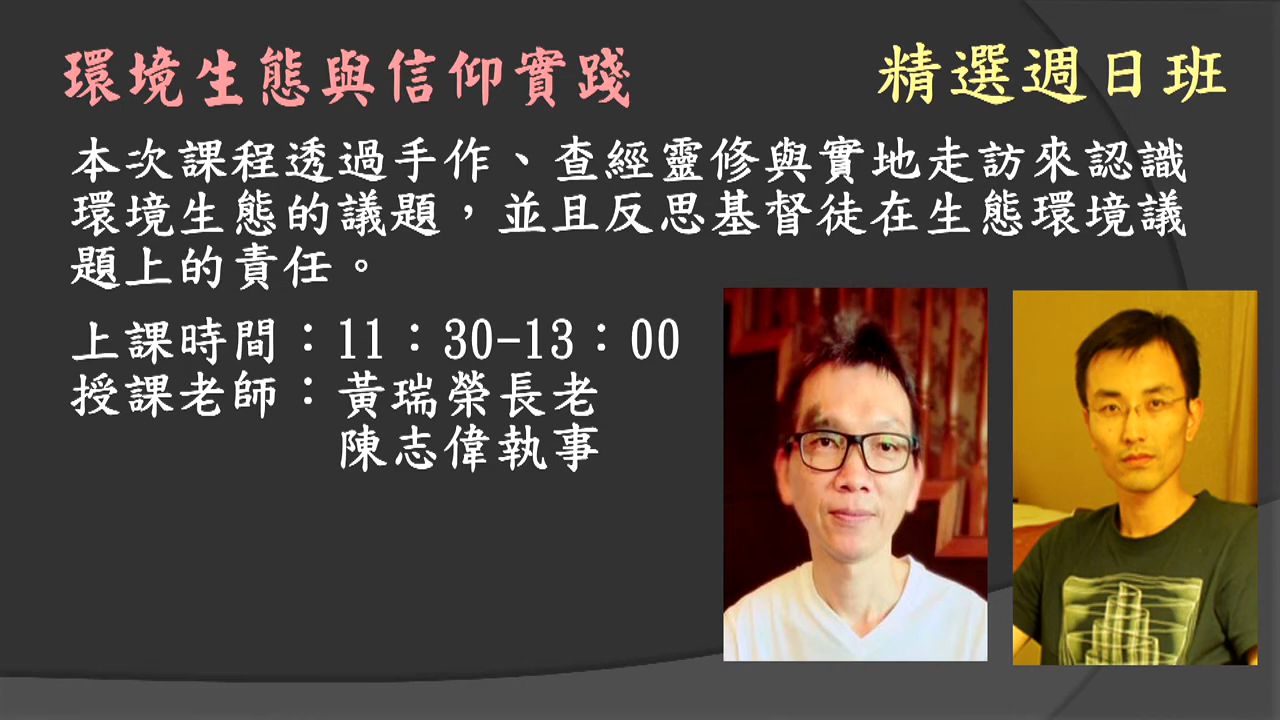 環境生態與信仰實踐
精選週日班
本次課程透過手作、查經靈修與實地走訪來認識
環境生態的議題，並且反思基督徒在生態環境議
題上的責任。
上課時間：11：30-13：00
授課老師：黃瑞榮長老
陳志偉執事